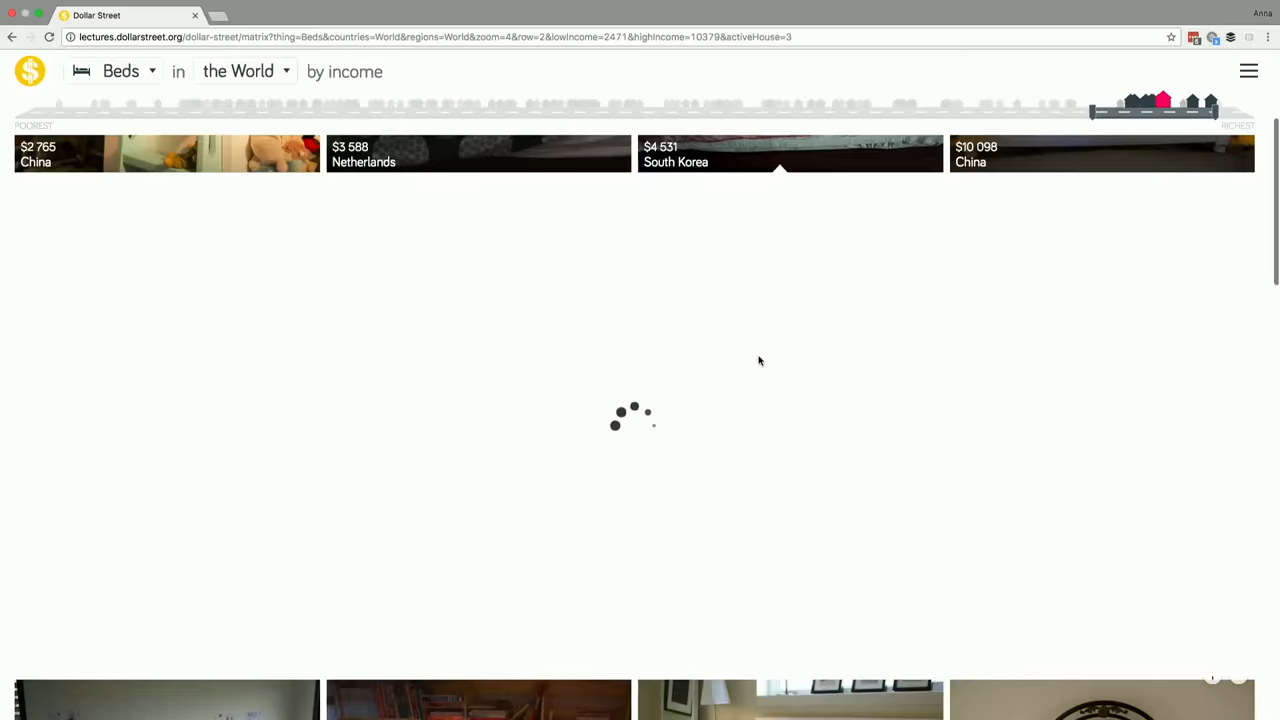 Dollar Street
Anna
lectures.dollarstreet.org/dollar-street/matrix?thing=Beds&countries=World&regions=World&zoom=4&row=2&lowIncome=2471&highIncome=10379&activeHouse=3
$ Beds in the World by income
POOREST RICHEST
$2 765
China
$3 588
Netherlands
$4 531
South Korea
$10 098
China